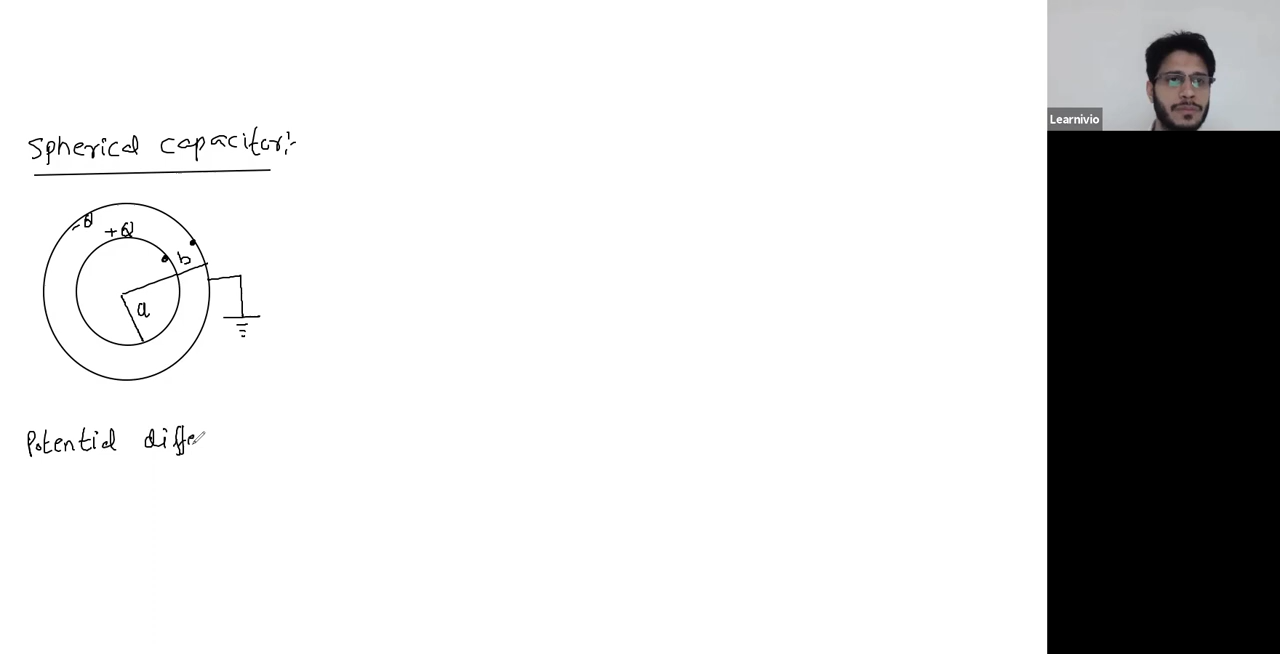 Spherical capacitor:-
-Q
+Q
b
a
Potential diffe
Learnivio